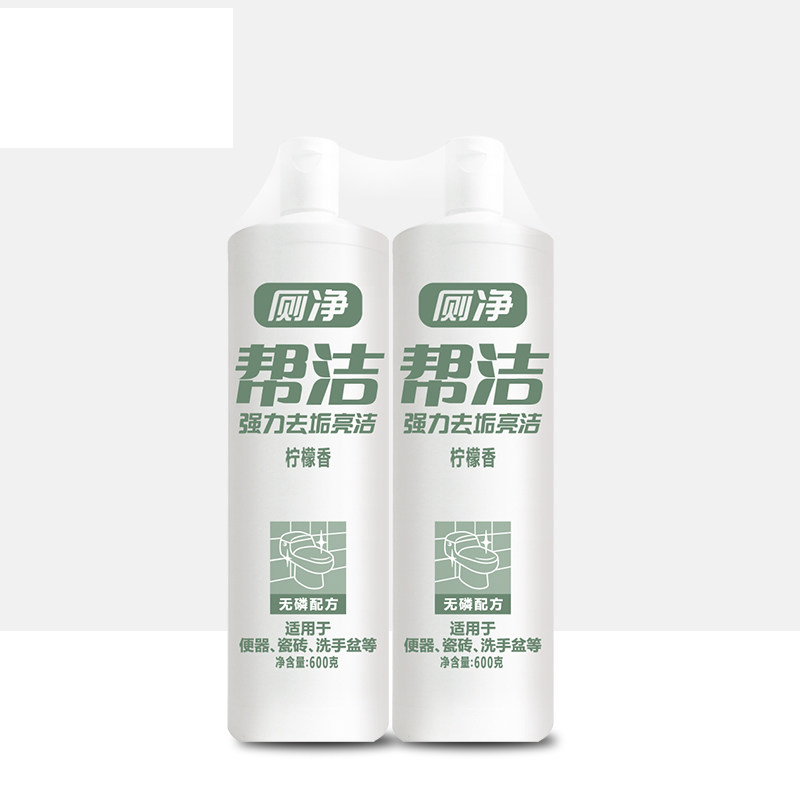 厕净
帮洁
强力去垢亮洁
柠檬香
无磷配方
适用于
便器、瓷砖、洗手盆等
净含量:600克
厕净
帮洁
强力去垢亮洁
柠檬香
无磷配方
适用于
便器、瓷砖、洗手盆等
净含量:600克